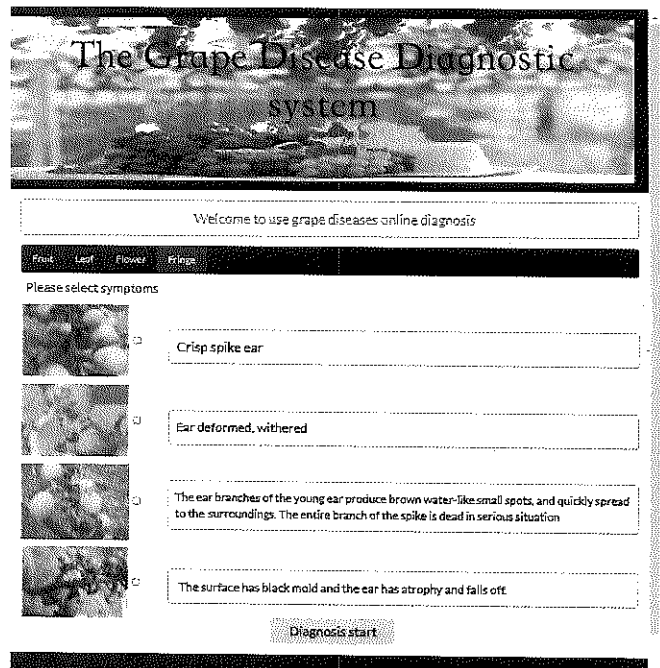 The Grape Disease Diagnostic
system
Welcome to use grape diseases online diagnosis
Fruit Leaf Flower Fringe
Please select symptoms
Crisp spike ear
Ear deformed, withered
The ear branches of the young ear produce brown water-like small spots, and quickly spread
to the surroundings. The entire branch of the spike is dead in serious situation
The surface has black mold and the ear has atrophy and falls off.
Diagnosis start